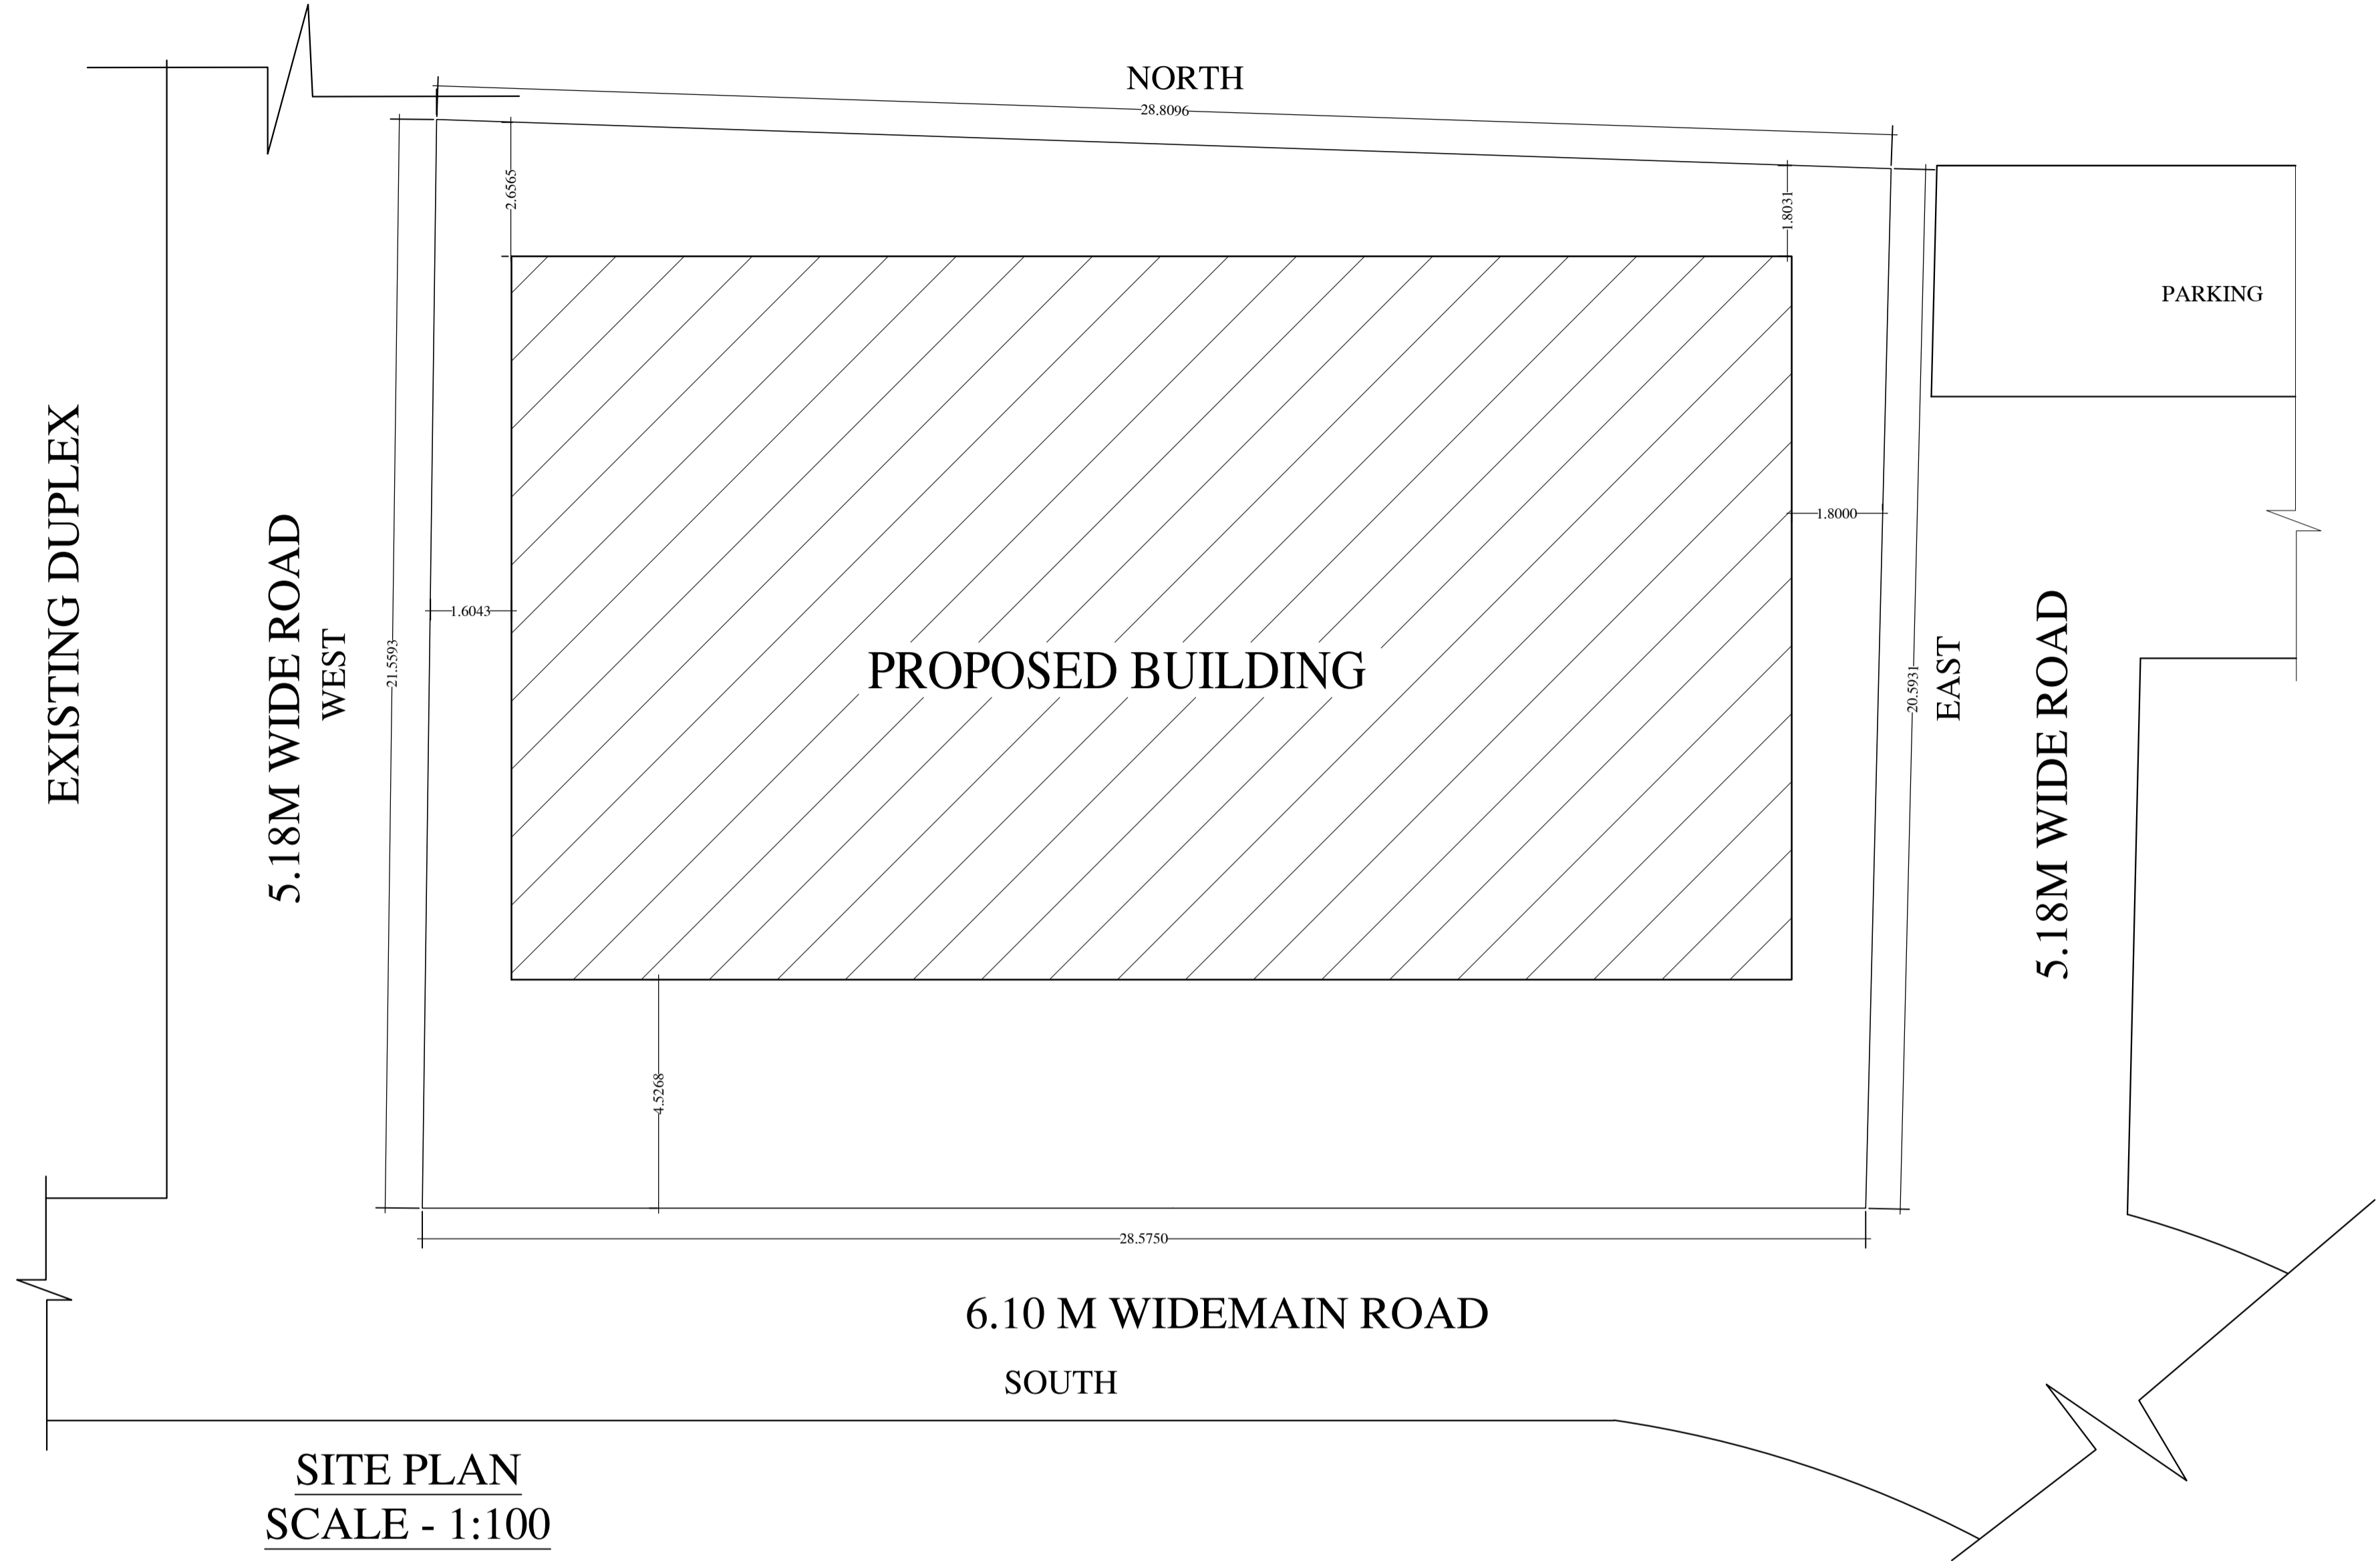 NORTH
28.8096
2.6565
1.8031
PARKING
EXISTING DUPLEX
5.18M WIDE ROAD
WEST
21.5593
1.6043
PROPOSED BUILDING
1.8000
20.5931
EAST
5.18M WIDE ROAD
4.5268
28.5750
6.10 M WIDEMAIN ROAD
SOUTH
SITE PLAN
SCALE - 1:100